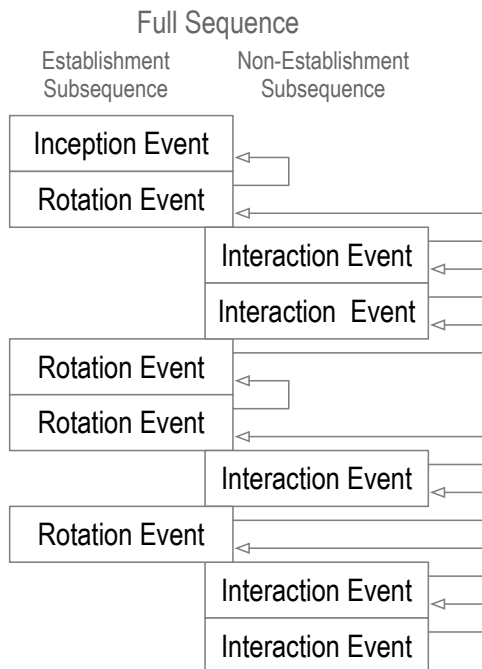 Full Sequence
Establishment Subsequence
Non-Establishment Subsequence
Inception Event
Rotation Event
Interaction Event
Interaction Event
Rotation Event
Rotation Event
Interaction Event
Rotation Event
Interaction Event
Interaction Event